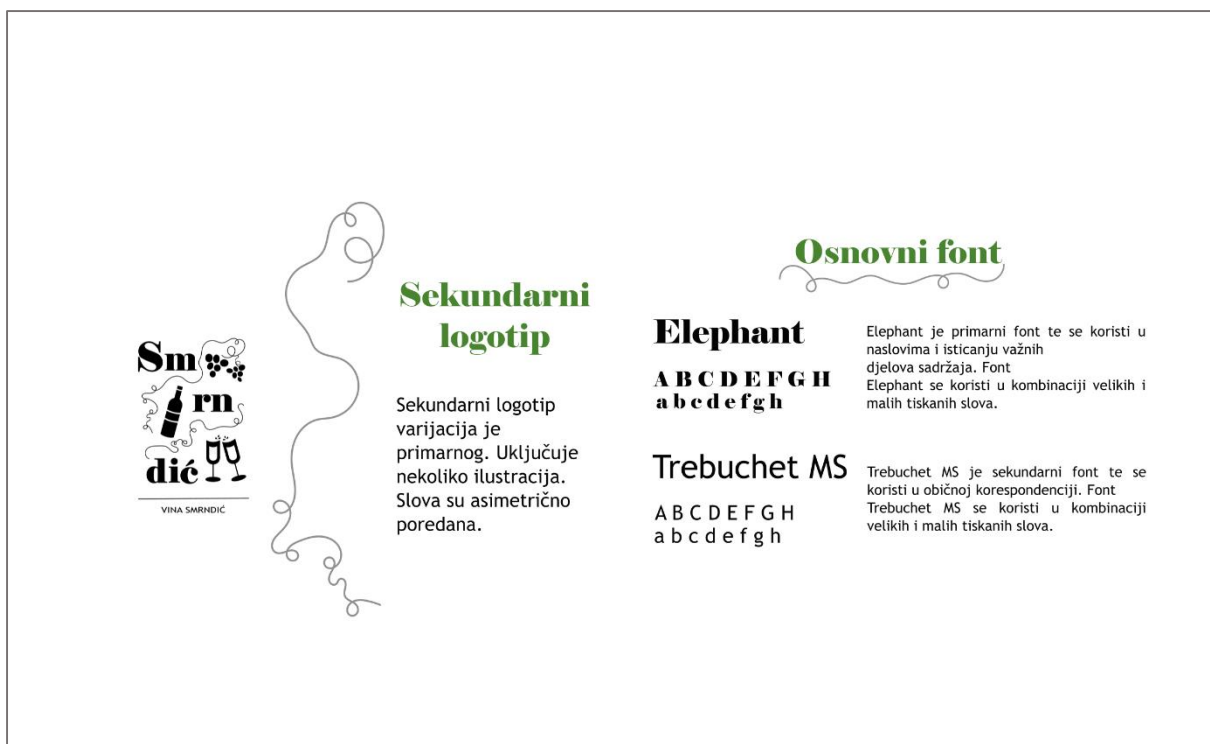 Sm
rn
dić
VINA SMRNDIĆ
Sekundarni
logotip
Sekundarni logotip
varijacija je
primarnog. Uključuje
nekoliko ilustracija.
Slova su asimetrično
poredana.
Osnovni font
Elephant
A B C D E F G H
a b c d e f g h
Elephant je primarni font te se koristi u
naslovima i isticanju važnih
djelova sadržaja. Font
Elephant se koristi u kombinaciji velikih i
malih tiskanih slova.
Trebuchet MS
A B C D E F G H
a b c d e f g h
Trebuchet MS je sekundarni font te se
koristi u običnoj korespondenciji. Font
Trebuchet MS se koristi u kombinaciji
velikih i malih tiskanih slova.